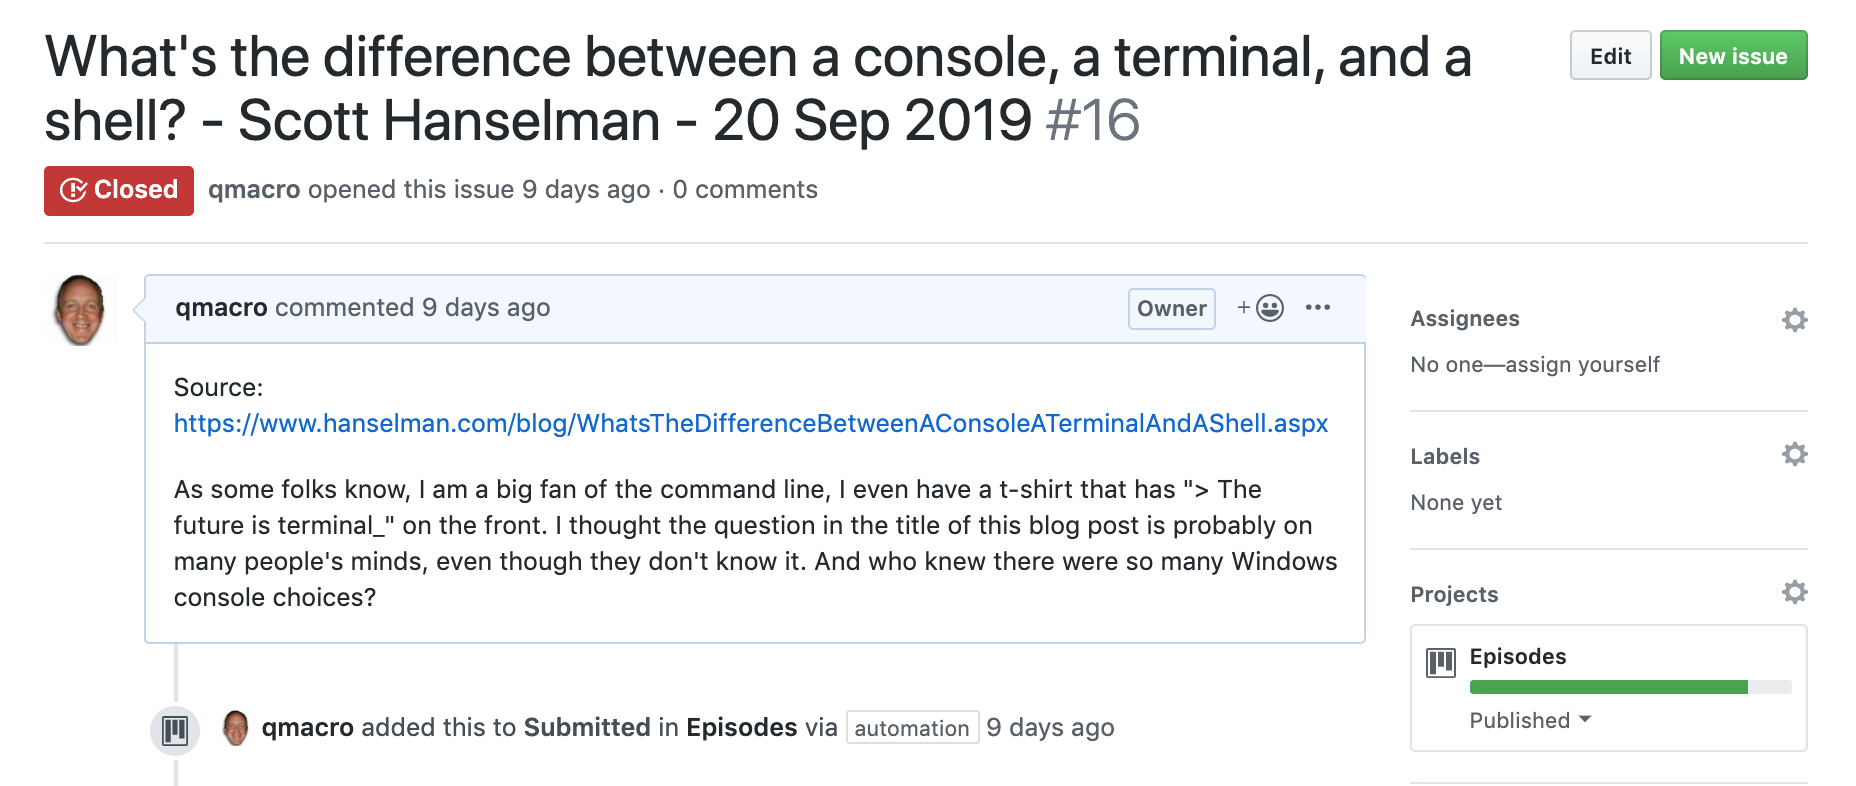 What's the difference between a console, a terminal, and a
shell? - Scott Hanselman - 20 Sep 2019 #16
Edit
New issue
Closed
qmacro opened this issue 9 days ago · 0 comments
qmacro commented 9 days ago
Owner
Source:
https://www.hanselman.com/blog/WhatsTheDifferenceBetweenAConsoleATerminalAndAShell.aspx
As some folks know, I am a big fan of the command line, I even have a t-shirt that has "> The
future is terminal_" on the front. I thought the question in the title of this blog post is probably on
many people's minds, even though they don't know it. And who knew there were so many Windows
console choices?
qmacro added this to Submitted in Episodes via automation 9 days ago
Assignees
No one—assign yourself
Labels
None yet
Projects
Episodes
Published